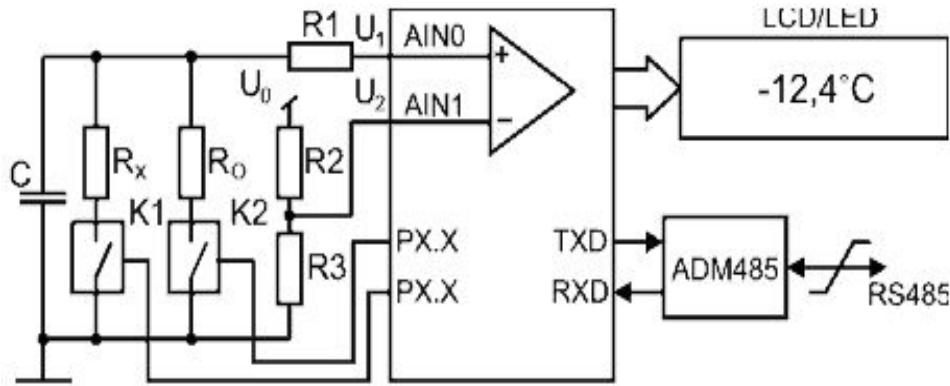 LCD/LED
R1 U1 AIN0 +
-12,4°C
U0 U2 AIN1 −
C Rx Ro R2
K1 K2
R3 PX.X TXD ADM485
PX.X RXD RS485